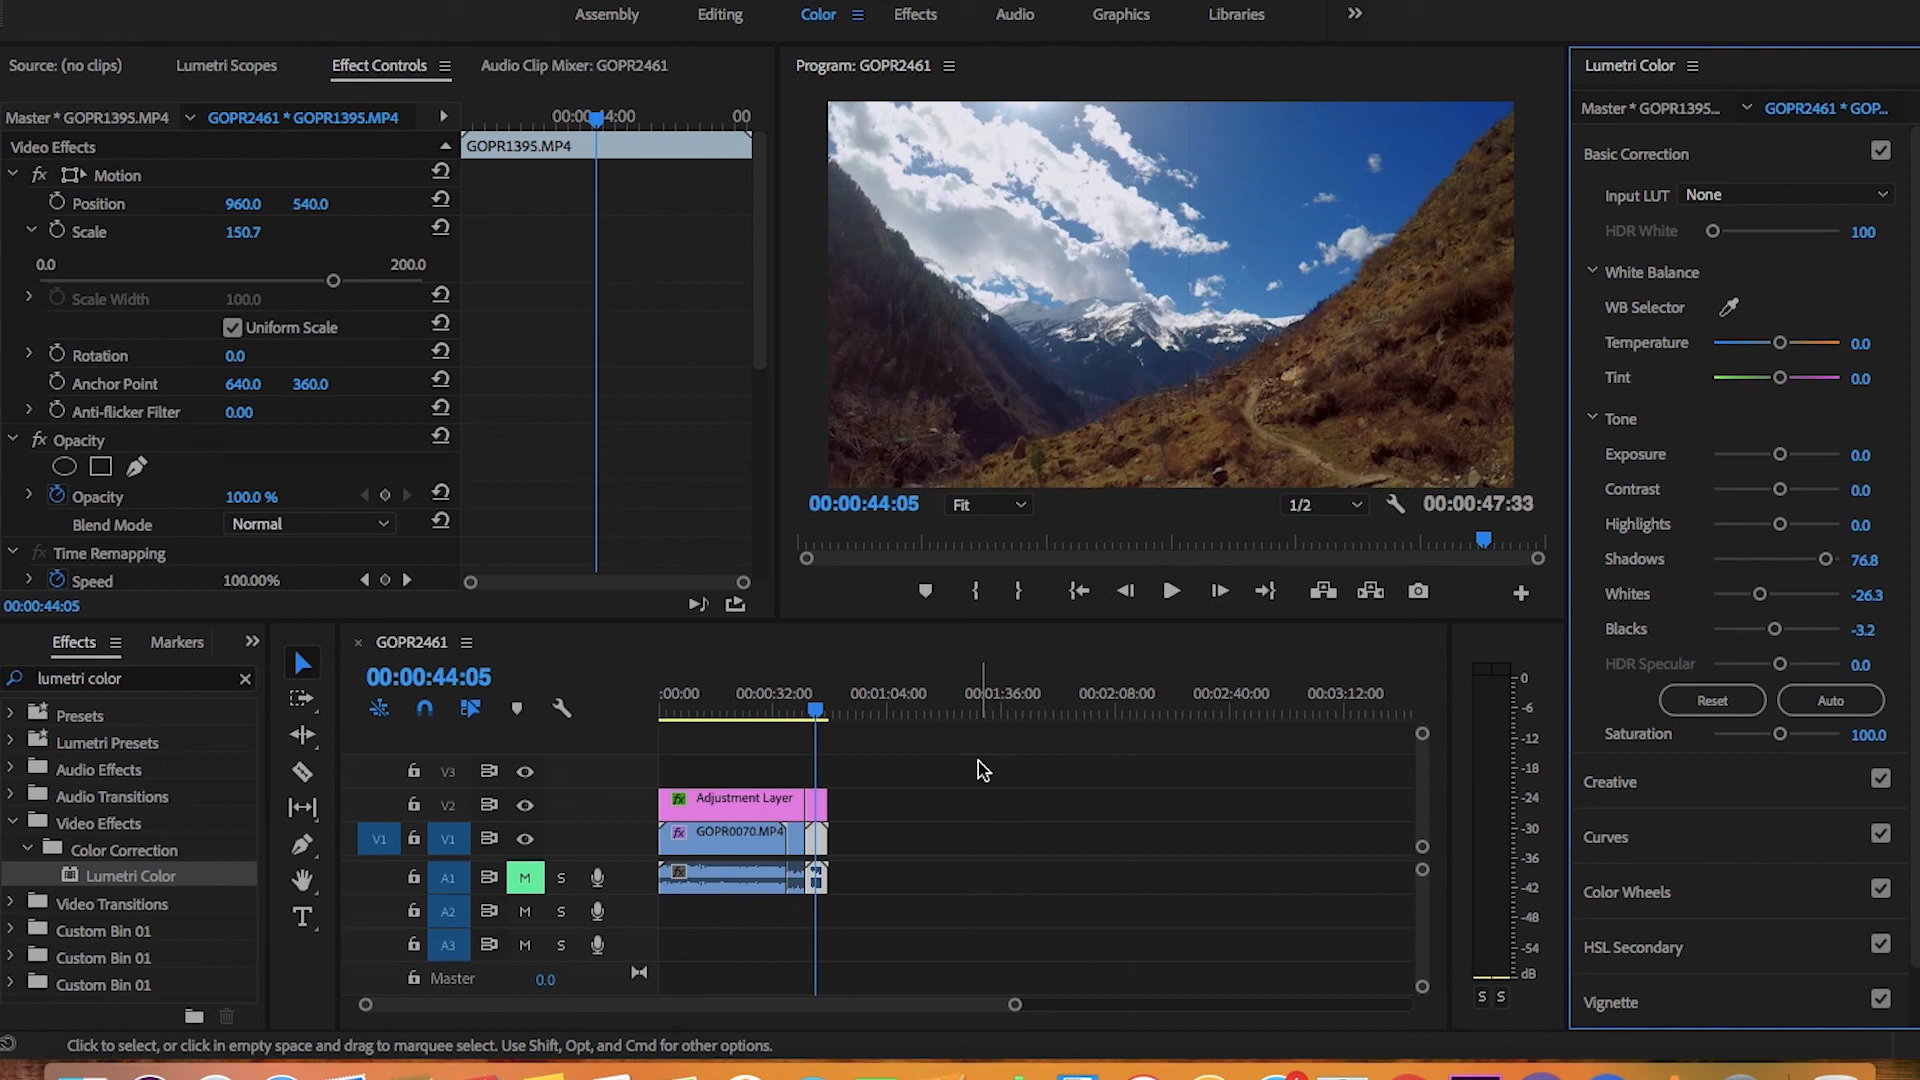 Assembly
Editing
Color
Effects
Audio
Graphics
Libraries
Source: (no clips)
Lumetri Scopes
Effect Controls
Audio Clip Mixer: GOPR2461
Master * GOPR1395.MP4
GOPR2461 * GOPR1395.MP4
00:00:44:00
00
Video Effects
GOPR1395.MP4
fx Motion
Position 960.0 540.0
Scale 150.7
0.0 200.0
Scale Width 100.0
Uniform Scale
Rotation 0.0
Anchor Point 640.0 360.0
Anti-flicker Filter 0.00
fx Opacity
Opacity 100.0 %
Blend Mode Normal
fx Time Remapping
Speed 100.00%
00:00:44:05
Program: GOPR2461
00:00:44:05
Fit
1/2
00:00:47:33
Lumetri Color
Master * GOPR1395...
GOPR2461 * GOP...
Basic Correction
Input LUT None
HDR White 100
White Balance
WB Selector
Temperature 0.0
Tint 0.0
Tone
Exposure 0.0
Contrast 0.0
Highlights 0.0
Shadows 76.8
Whites -26.3
Blacks -3.2
HDR Specular 0.0
Reset Auto
Saturation 100.0
Creative
Curves
Color Wheels
HSL Secondary
Vignette
Effects
Markers
lumetri color
Presets
Lumetri Presets
Audio Effects
Audio Transitions
Video Effects
Color Correction
Lumetri Color
Video Transitions
Custom Bin 01
Custom Bin 01
Custom Bin 01
GOPR2461
00:00:44:05
:00:00 00:00:32:00 00:01:04:00 00:01:36:00 00:02:08:00 00:02:40:00 00:03:12:00
V3
V2 fx Adjustment Layer
V1 V1 fx GOPR0070.MP4
A1 M S fx
A2 M S
A3 M S
Master 0.0
0
-6
-12
-18
-24
-30
-36
-42
-48
-54
dB
S S
Click to select, or click in empty space and drag to marquee select. Use Shift, Opt, and Cmd for other options.